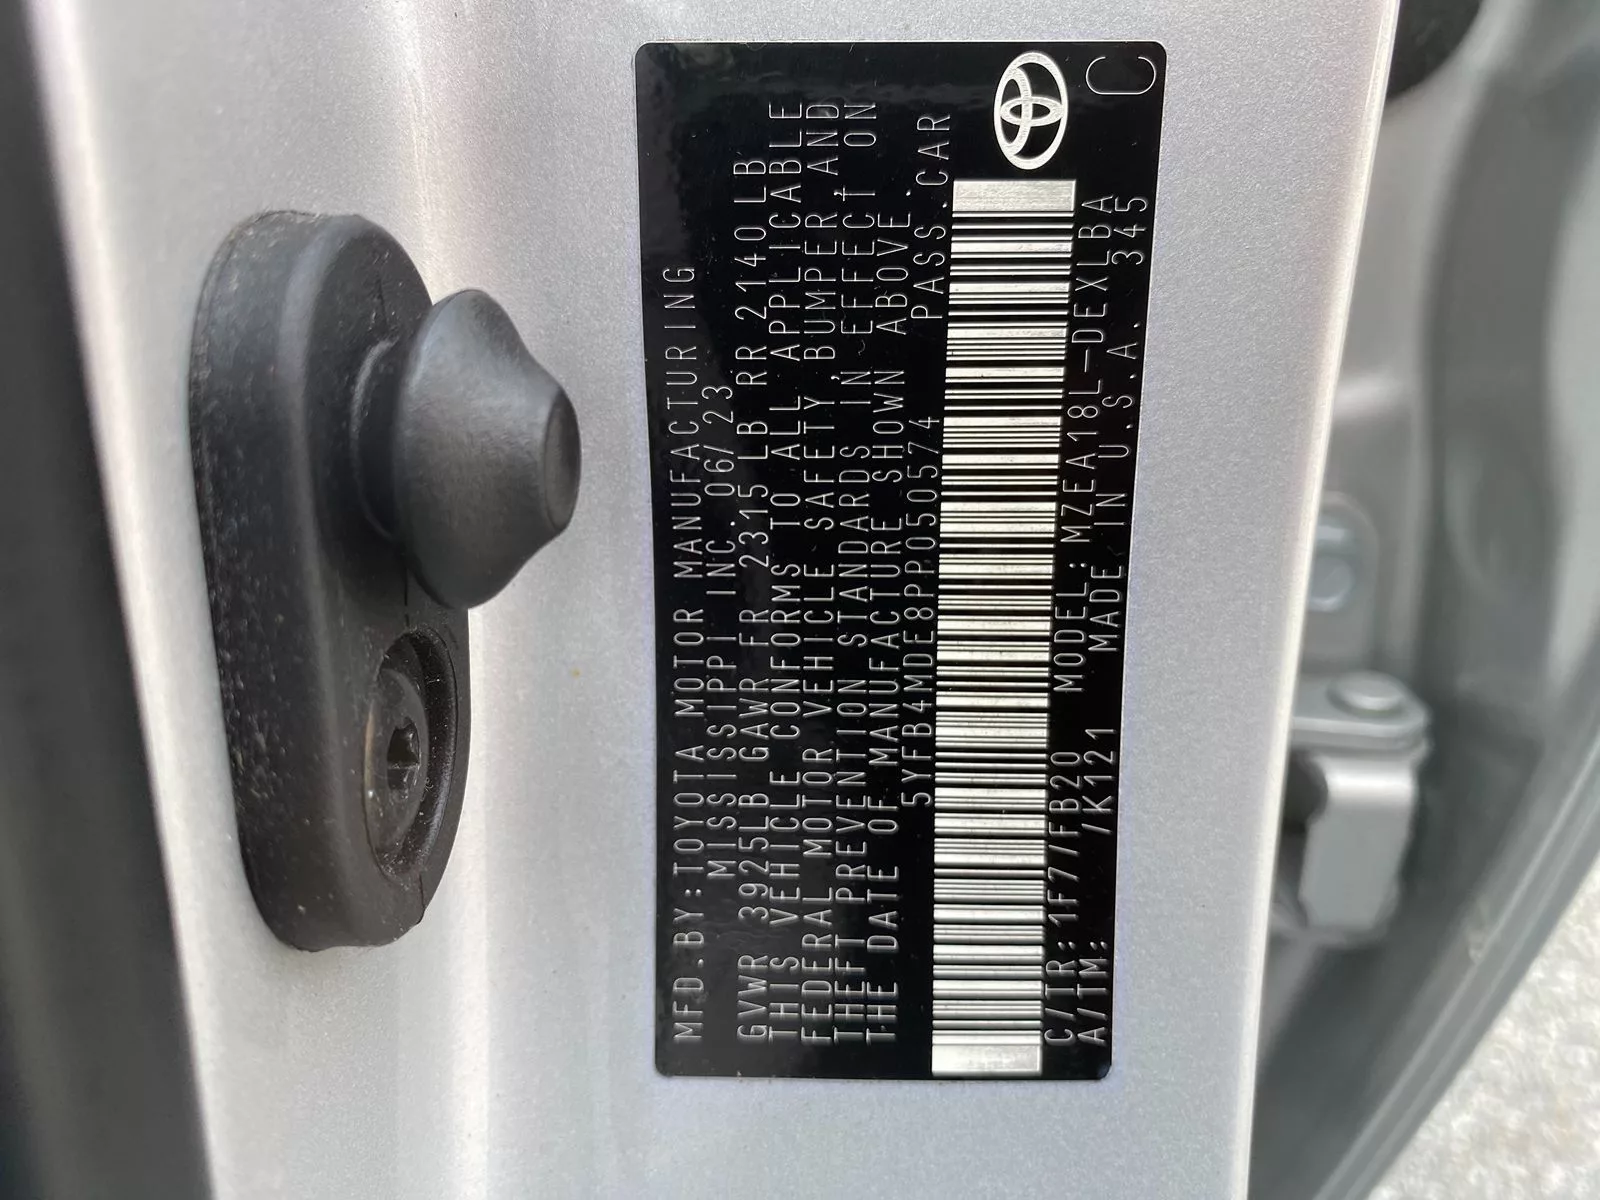 MFD.BY:TOYOTA MOTOR MANUFACTURING
MISSISSIPPI INC. 06/23
GVWR 3925LB GAWR FR 2315LB RR 2140LB
THIS VEHICLE CONFORMS TO ALL APPLICABLE
FEDERAL MOTOR VEHICLE SAFETY, BUMPER, AND
THEFT PREVENTION STANDARDS IN EFFECT ON
THE DATE OF MANUFACTURE SHOWN ABOVE.
5YFB4MDE8PP050574 PASS.CAR
C/IR:1F7/FB20 MODEL:MZEA18L-DEXLBA
A/TM: /K121 MADE IN U.S.A. 345
C